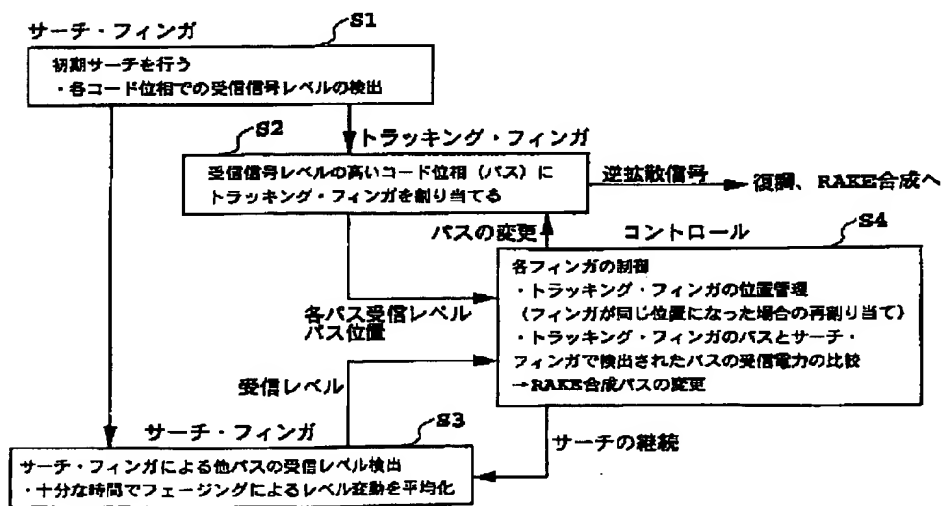 サーチ・フィンガ
S1
初期サーチを行う
・各コード位相での受信信号レベルの検出
S2
トラッキング・フィンガ
受信信号レベルの高いコード位相（パス）に
トラッキング・フィンガを割り当てる
逆拡散信号
復調、RAKE合成へ
パスの変更
コントロール
S4
各フィンガの制御
・トラッキング・フィンガの位置管理
（フィンガが同じ位置になった場合の再割り当て）
・トラッキング・フィンガのパスとサーチ・
フィンガで検出されたパスの受信電力の比較
→RAKE合成パスの変更
各パス受信レベル
パス位置
受信レベル
サーチ・フィンガ
S3
サーチの継続
サーチ・フィンガによる他パスの受信レベル検出
・十分な時間でフェージングによるレベル変動を平均化